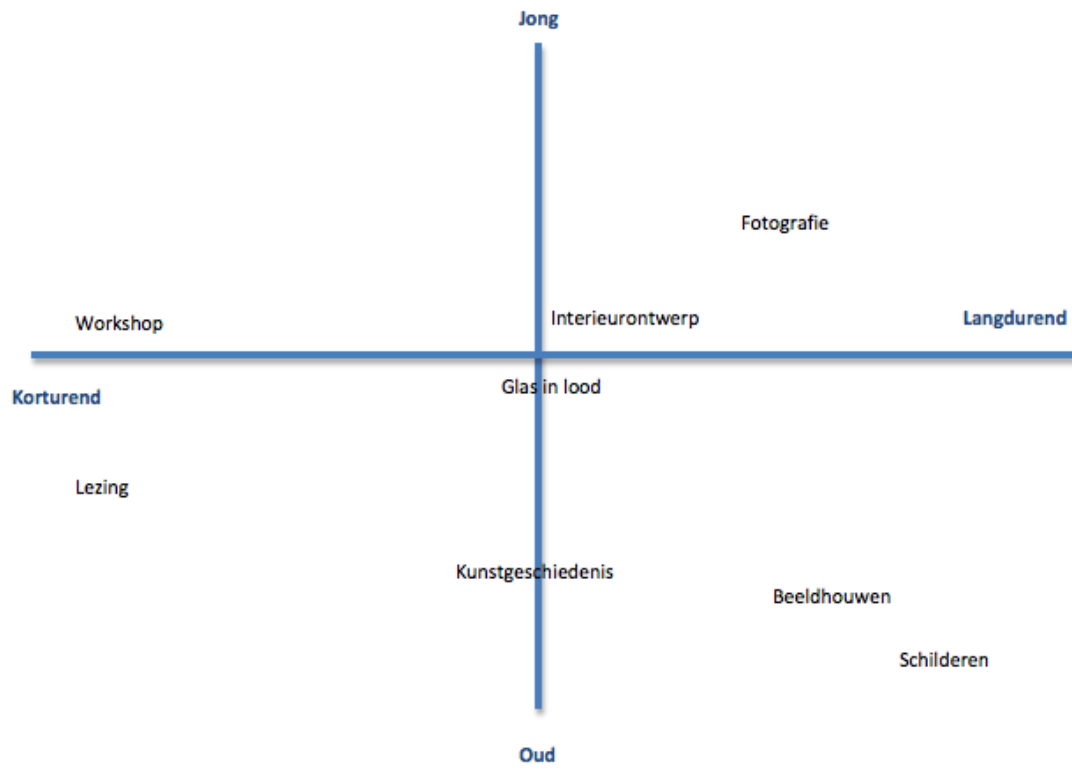 Jong
Fotografie
Workshop
Interieurontwerp
Langdurend
Glas in lood
Korturend
Lezing
Kunstgeschiedenis
Beeldhouwen
Schilderen
Oud